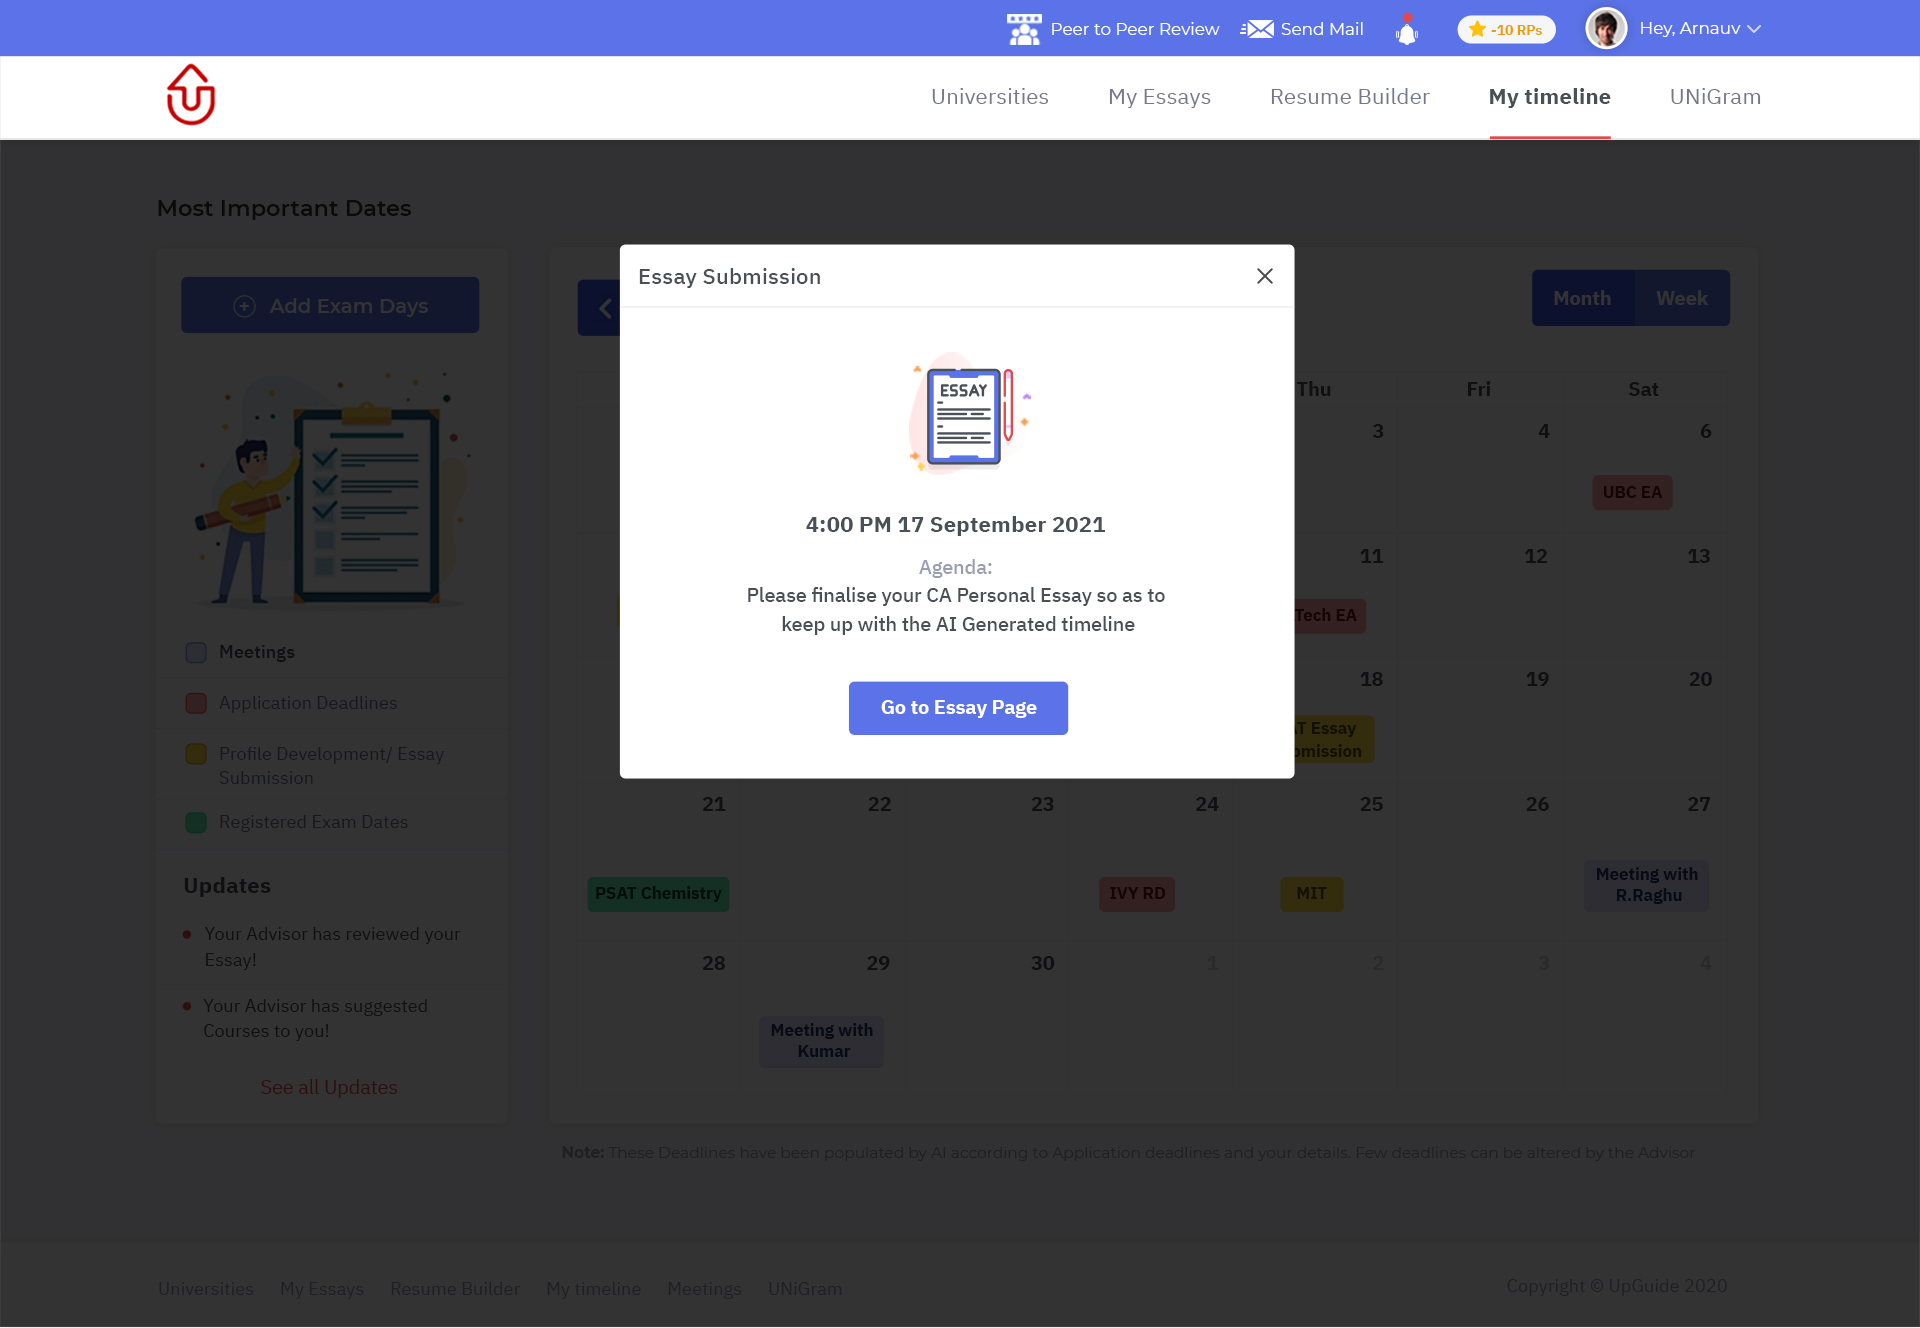 Peer to Peer Review
Send Mail
-10 RPs
Hey, Arnauv
Universities
My Essays
Resume Builder
My timeline
UNiGram
Most Important Dates
Add Exam Days
Meetings
Application Deadlines
Profile Development/ Essay
Submission
Registered Exam Dates
Updates
Your Advisor has reviewed your
Essay!
Your Advisor has suggested
Courses to you!
See all Updates
Month
Week
Thu
Fri
Sat
3
4
6
UBC EA
11
12
13
Tech EA
18
19
20
Essay
21
22
23
24
25
26
27
PSAT Chemistry
IVY RD
MIT
Meeting with
R.Raghu
28
29
30
1
2
3
4
Meeting with
Kumar
Essay Submission
ESSAY
4:00 PM 17 September 2021
Agenda:
Please finalise your CA Personal Essay so as to
keep up with the AI Generated timeline
Go to Essay Page
Note: These Deadlines have been populated by AI according to Application deadlines and your details. Few deadlines can be altered by the Advisor
Universities
My Essays
Resume Builder
My timeline
Meetings
UNiGram
Copyright © UpGuide 2020